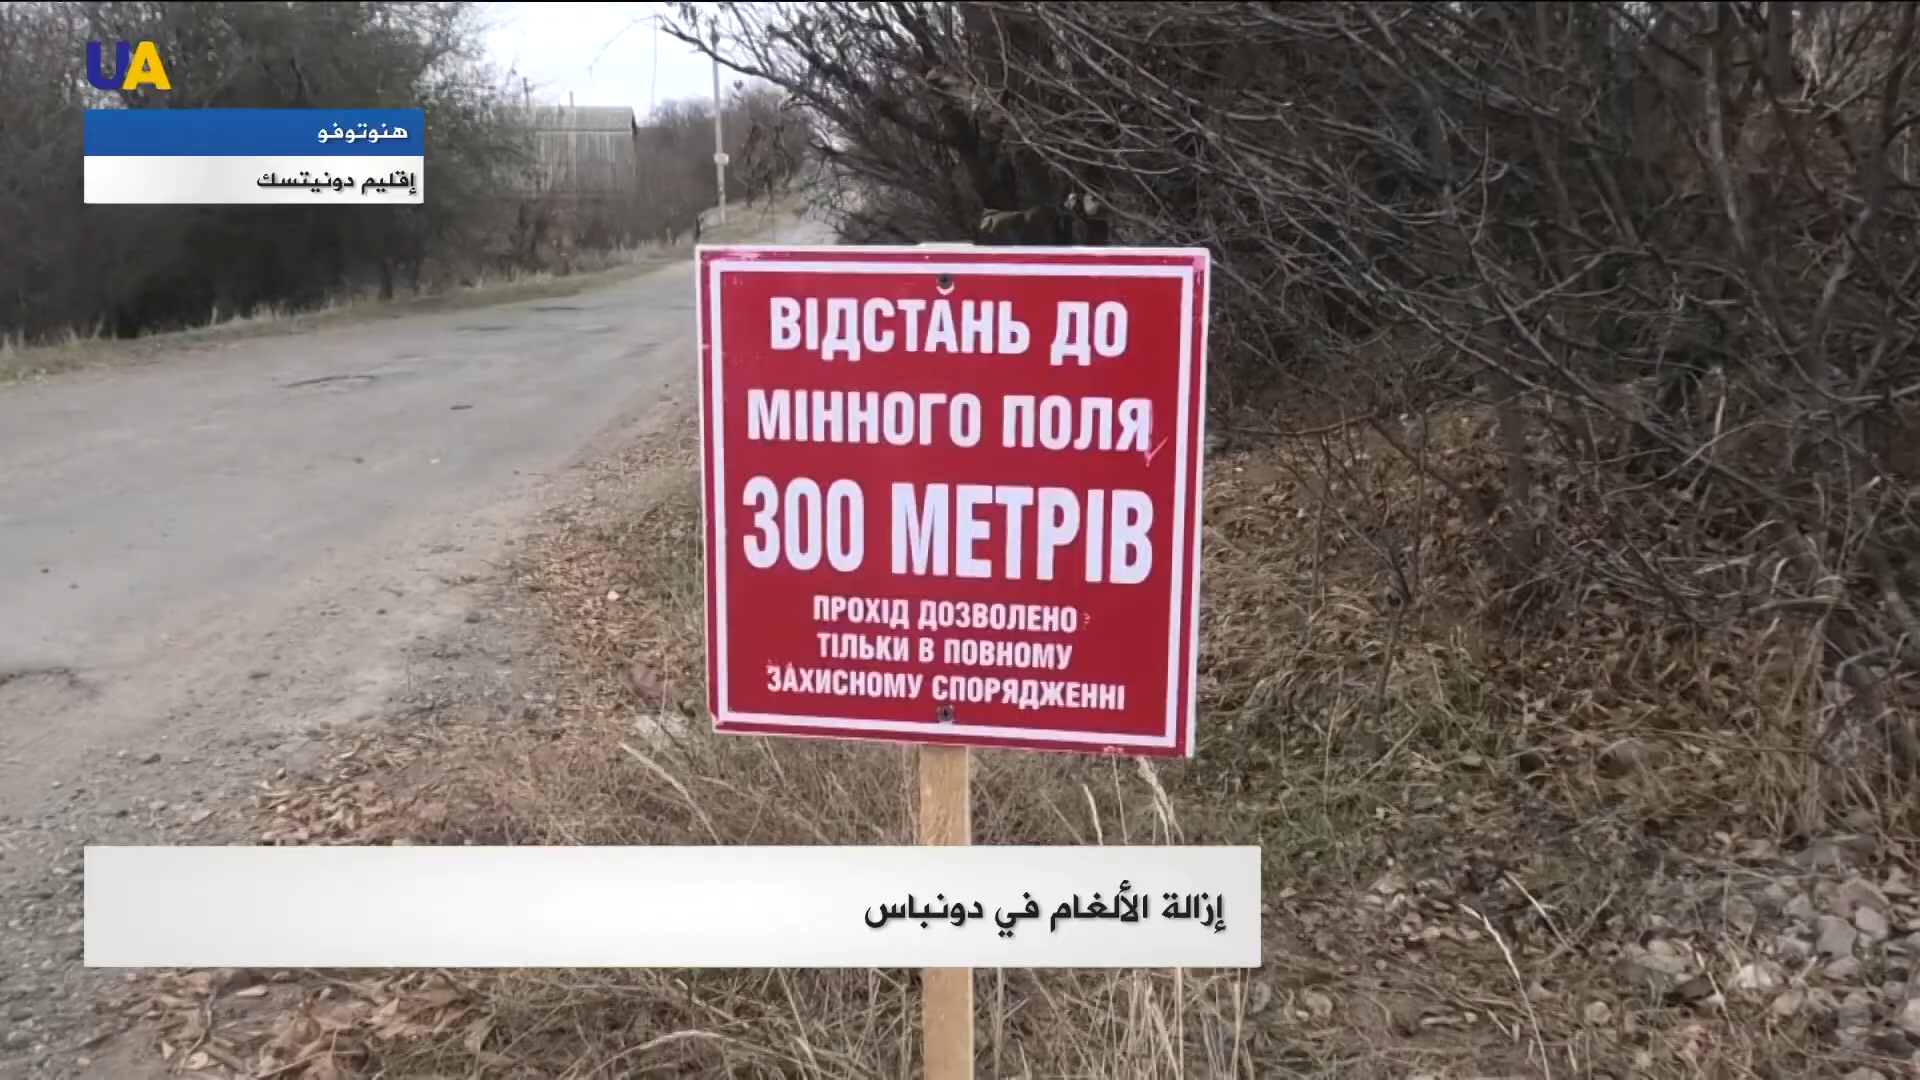 UA
هنوتوفو
إقليم دونيتسك
ВІДСТАНЬ ДО
МІННОГО ПОЛЯ
300 МЕТРІВ
ПРОХІД ДОЗВОЛЕНО
ТІЛЬКИ В ПОВНОМУ
ЗАХИСНОМУ СПОРЯДЖЕННІ
إزالة الألغام في دونباس